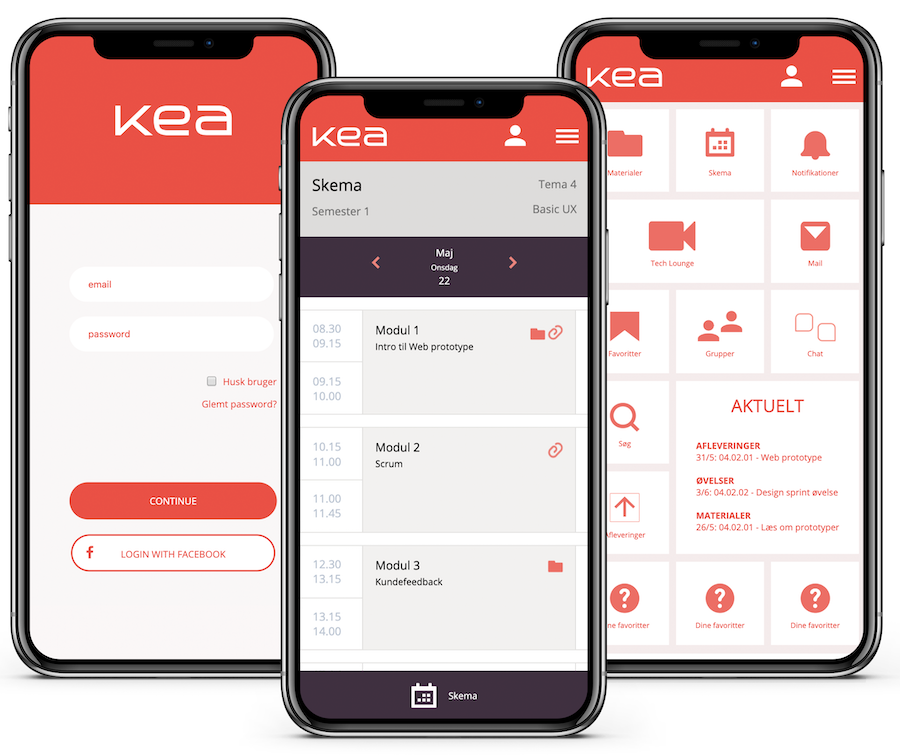 kea
email
password
Husk bruger
Glemt password?
CONTINUE
f LOGIN WITH FACEBOOK
kea
Skema
Tema 4
Semester 1
Basic UX
Maj
Onsdag
22
08.30
09.15
Modul 1
Intro til Web prototype
09.15
10.00
10.15
11.00
Modul 2
Scrum
11.00
11.45
12.30
13.15
Modul 3
Kundefeedback
13.15
14.00
Skema
kea
Materialer
Skema
Notifikationer
Tech Lounge
Mail
Favoritter
Grupper
Chat
Søg
AKTUELT
AFLEVERINGER
31/5: 04.02.01 - Web prototype
ØVELSER
3/6: 04.02.02 - Design sprint øvelse
MATERIALER
26/5: 04.02.01 - Læs om prototyper
Afleveringer
? ? ?
ne favoritter
Dine favoritter
Dine favoritter